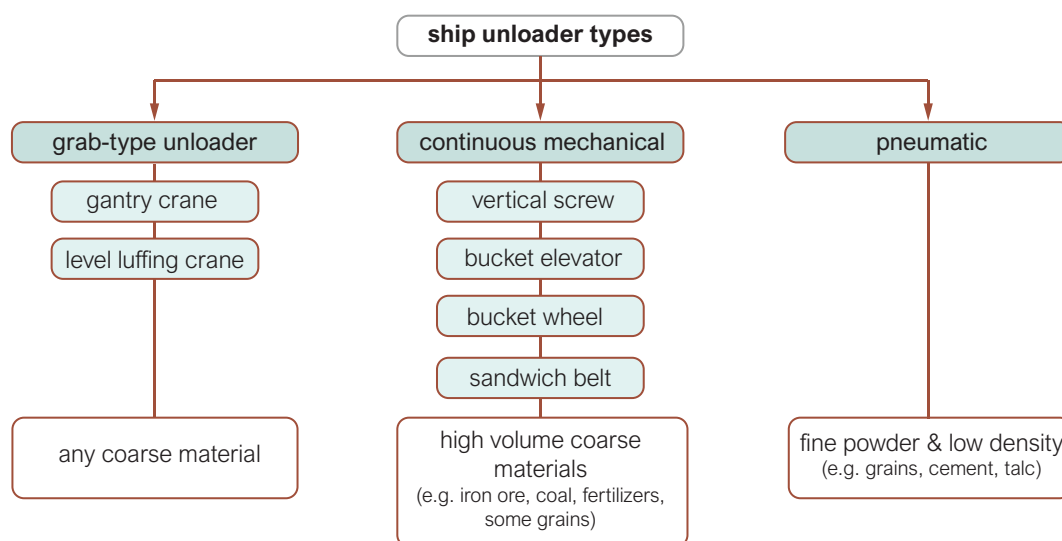 ship unloader types
grab-type unloader
gantry crane
level luffing crane
any coarse material
continuous mechanical
vertical screw
bucket elevator
bucket wheel
sandwich belt
high volume coarse
materials
(e.g. iron ore, coal, fertilizers,
some grains)
pneumatic
fine powder & low density
(e.g. grains, cement, talc)